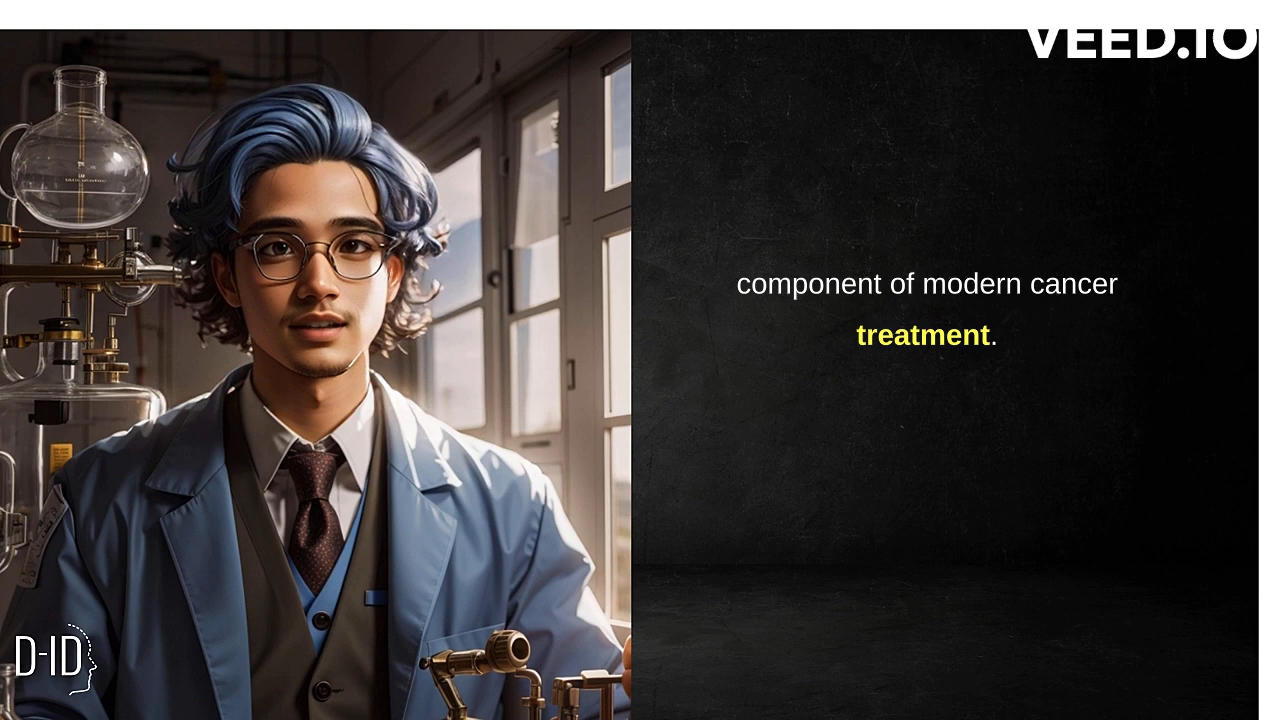 VEED.IO
component of modern cancer
treatment.
D-ID